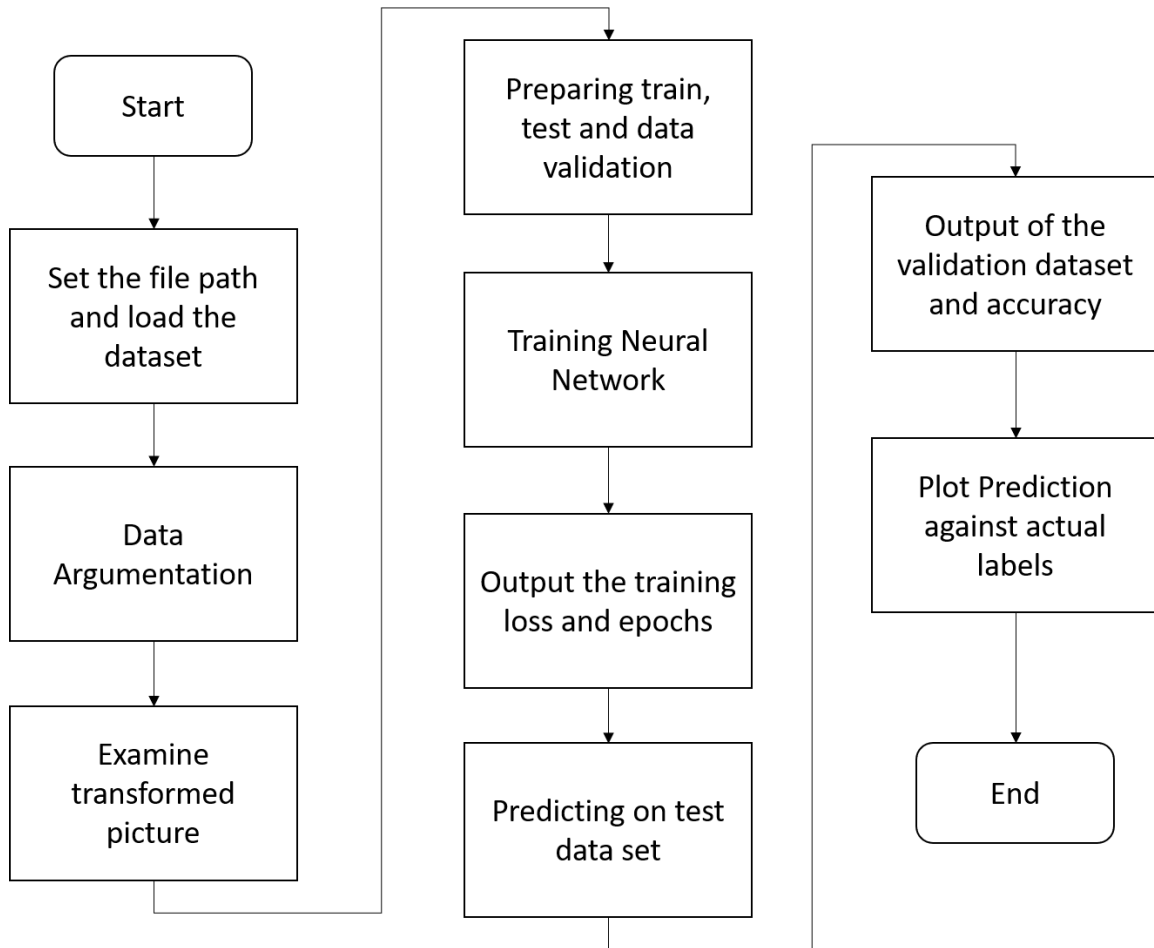 Start
Set the file path
and load the
dataset
Data
Argumentation
Examine
transformed
picture
Preparing train,
test and data
validation
Training Neural
Network
Output the training
loss and epochs
Predicting on test
data set
Output of the
validation dataset
and accuracy
Plot Prediction
against actual
labels
End